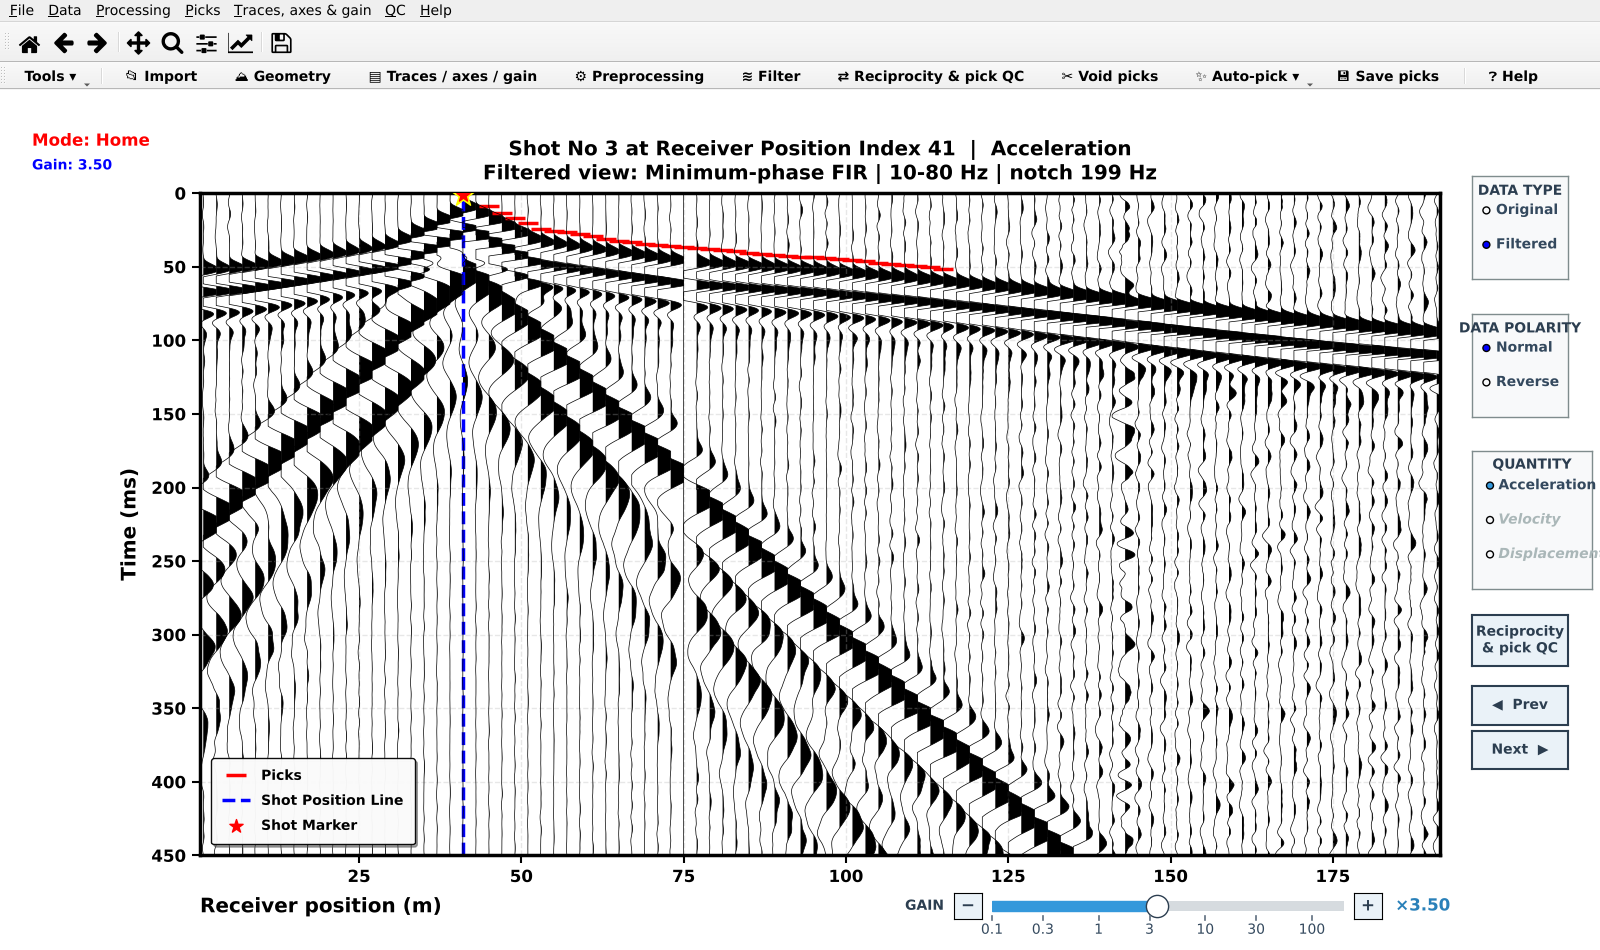 File Data Processing Picks Traces, axes & gain QC Help
Tools ▾ Import Geometry Traces / axes / gain Preprocessing Filter Reciprocity & pick QC Void picks Auto-pick ▾ Save picks ? Help
Mode: Home
Gain: 3.50
Shot No 3 at Receiver Position Index 41 | Acceleration
Filtered view: Minimum-phase FIR | 10-80 Hz | notch 199 Hz
0
50
100
150
200
250
300
350
400
450
Time (ms)
25 50 75 100 125 150 175
Receiver position (m)
Picks
Shot Position Line
Shot Marker
DATA TYPE
Original
Filtered
DATA POLARITY
Normal
Reverse
QUANTITY
Acceleration
Velocity
Displacemen
Reciprocity
& pick QC
◀ Prev
Next ▶
GAIN − + ×3.50
0.1 0.3 1 3 10 30 100